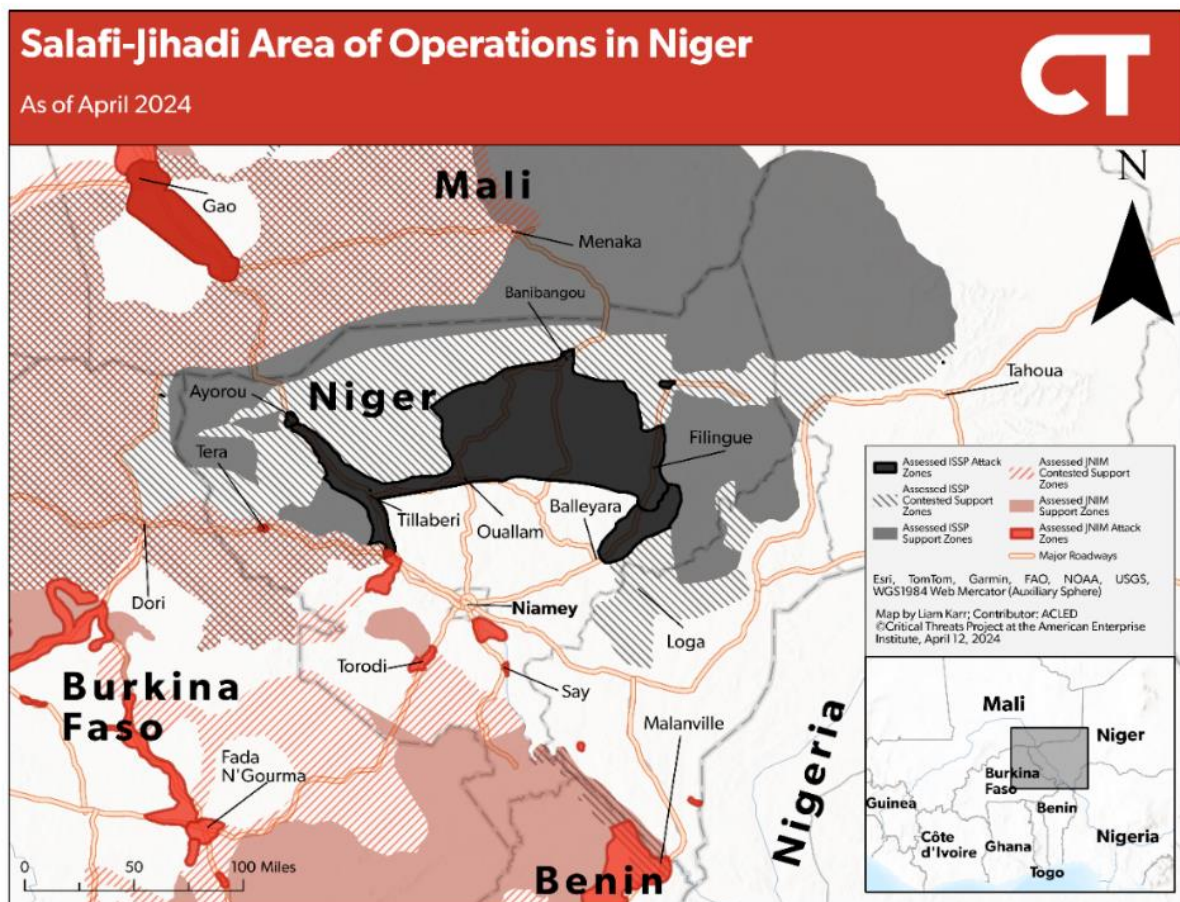 Salafi-Jihadi Area of Operations in Niger
As of April 2024
CT
N
Mali
Gao
Menaka
Banibangou
Ayorou
Niger
Tahoua
Tera
Filingue
Tillaberi
Ouallam
Balleyara
Dori
Niamey
Loga
Torodi
Say
Burkina
Faso
Malanville
Fada
N'Gourma
Nigeria
Benin
0 50 100 Miles
Assessed ISSP Attack
Zones
Assessed ISSP
Contested Support
Zones
Assessed ISSP
Support Zones
Assessed JNIM
Contested Support
Zones
Assessed JNIM
Support Zones
Assessed JNIM Attack
Zones
Major Roadways
Esri, TomTom, Garmin, FAO, NOAA, USGS,
WGS1984 Web Mercator (Auxiliary Sphere)
Map by Liam Karr; Contributor: ACLED
©Critical Threats Project at the American Enterprise
Institute, April 12, 2024
Mali
Niger
Burkina
Faso
Guinea
Benin
Côte
d'Ivoire
Ghana
Nigeria
Togo